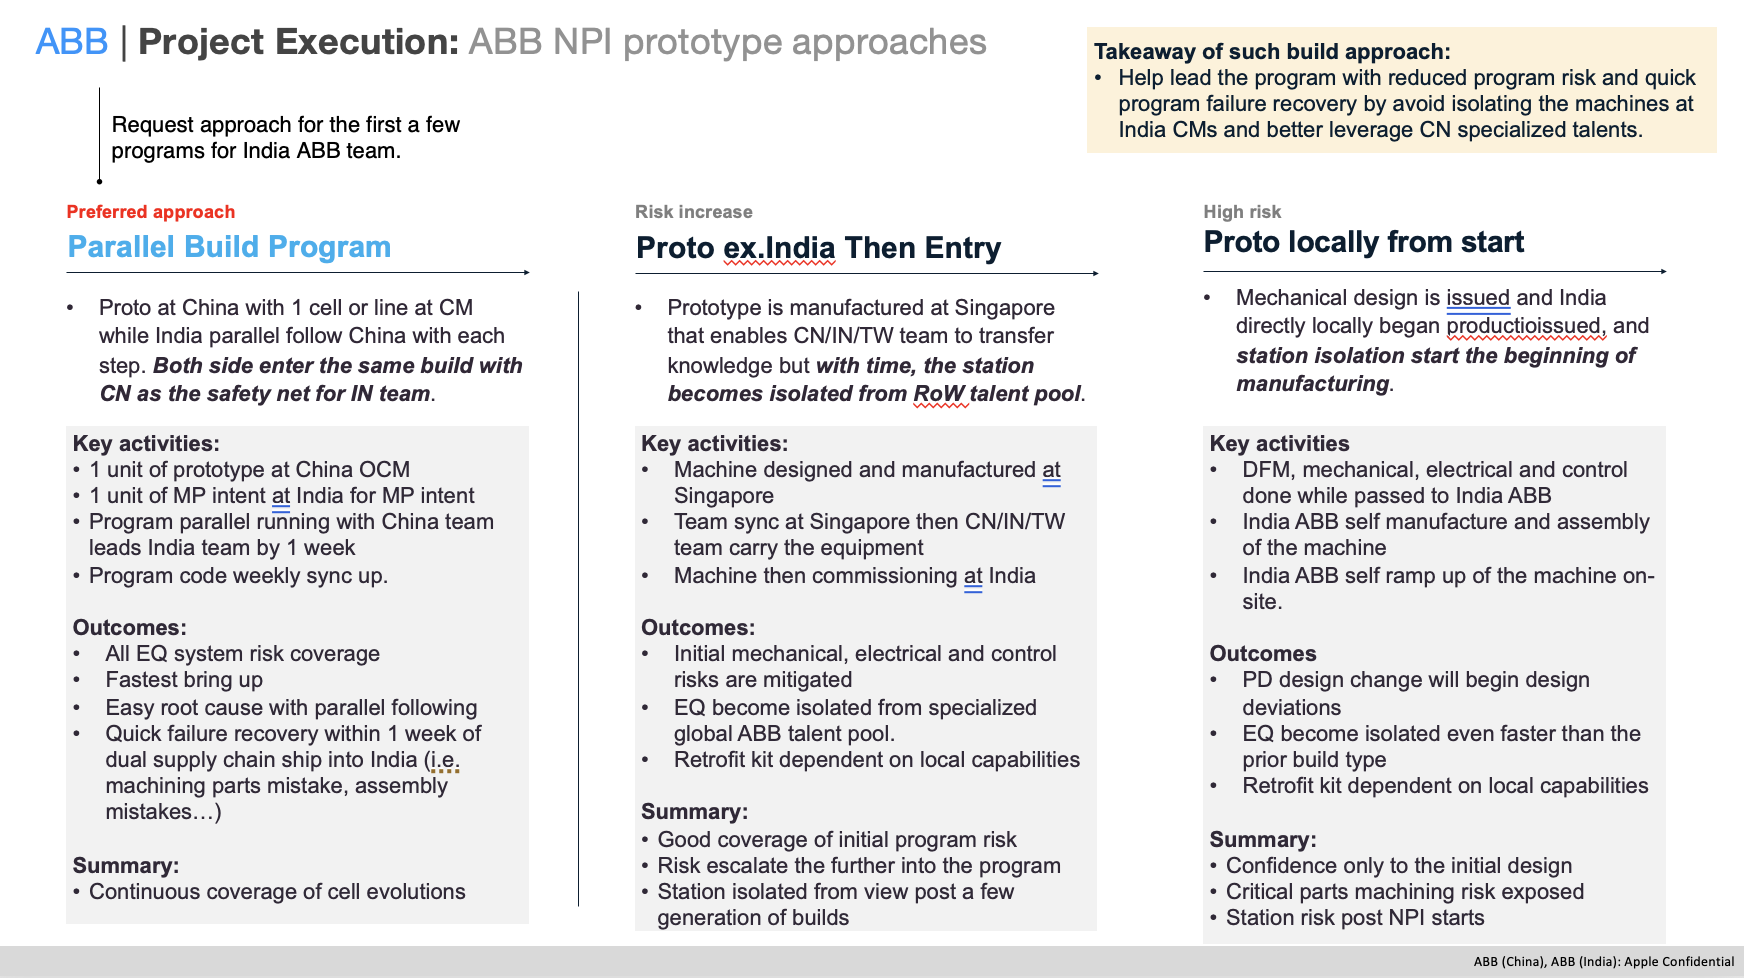 ABB | Project Execution: ABB NPI prototype approaches
Takeaway of such build approach:
• Help lead the program with reduced program risk and quick
program failure recovery by avoid isolating the machines at
India CMs and better leverage CN specialized talents.
Request approach for the first a few
programs for India ABB team.
Preferred approach
Parallel Build Program
• Proto at China with 1 cell or line at CM
while India parallel follow China with each
step. Both side enter the same build with
CN as the safety net for IN team.
Key activities:
• 1 unit of prototype at China OCM
• 1 unit of MP intent at India for MP intent
• Program parallel running with China team
leads India team by 1 week
• Program code weekly sync up.
Outcomes:
• All EQ system risk coverage
• Fastest bring up
• Easy root cause with parallel following
• Quick failure recovery within 1 week of
dual supply chain ship into India (i.e.
machining parts mistake, assembly
mistakes…)
Summary:
• Continuous coverage of cell evolutions
Risk increase
Proto ex.India Then Entry
• Prototype is manufactured at Singapore
that enables CN/IN/TW team to transfer
knowledge but with time, the station
becomes isolated from RoW talent pool.
Key activities:
• Machine designed and manufactured at
Singapore
• Team sync at Singapore then CN/IN/TW
team carry the equipment
• Machine then commissioning at India
Outcomes:
• Initial mechanical, electrical and control
risks are mitigated
• EQ become isolated from specialized
global ABB talent pool.
• Retrofit kit dependent on local capabilities
Summary:
• Good coverage of initial program risk
• Risk escalate the further into the program
• Station isolated from view post a few
generation of builds
High risk
Proto locally from start
• Mechanical design is issued and India
directly locally began productioissued, and
station isolation start the beginning of
manufacturing.
Key activities
• DFM, mechanical, electrical and control
done while passed to India ABB
• India ABB self manufacture and assembly
of the machine
• India ABB self ramp up of the machine on-
site.
Outcomes
• PD design change will begin design
deviations
• EQ become isolated even faster than the
prior build type
• Retrofit kit dependent on local capabilities
Summary:
• Confidence only to the initial design
• Critical parts machining risk exposed
• Station risk post NPI starts
ABB (China), ABB (India): Apple Confidential